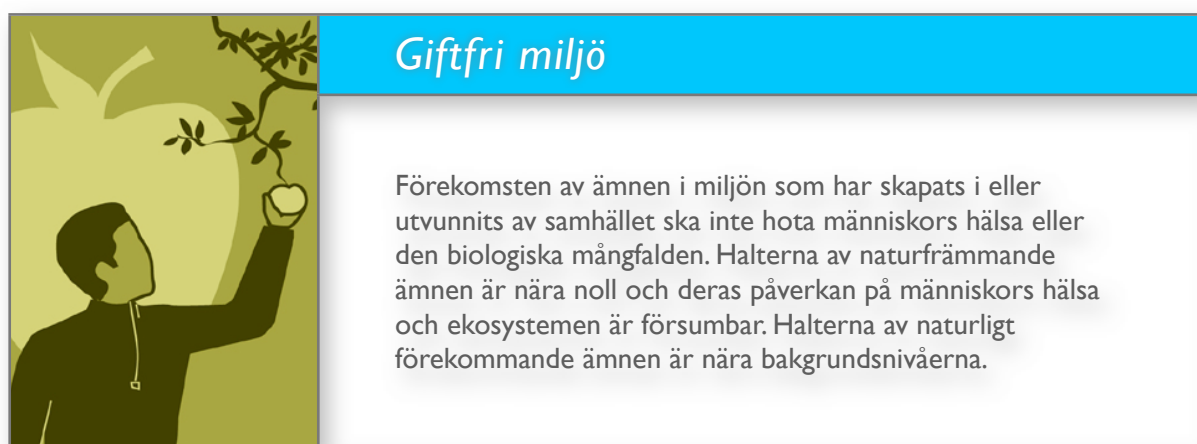 Giftfri miljö
Förekomsten av ämnen i miljön som har skapats i eller
utvunnits av samhället ska inte hota människors hälsa eller
den biologiska mångfalden. Halterna av naturfrämmande
ämnen är nära noll och deras påverkan på människors hälsa
och ekosystemen är försumbar. Halterna av naturligt
förekommande ämnen är nära bakgrundsnivåerna.